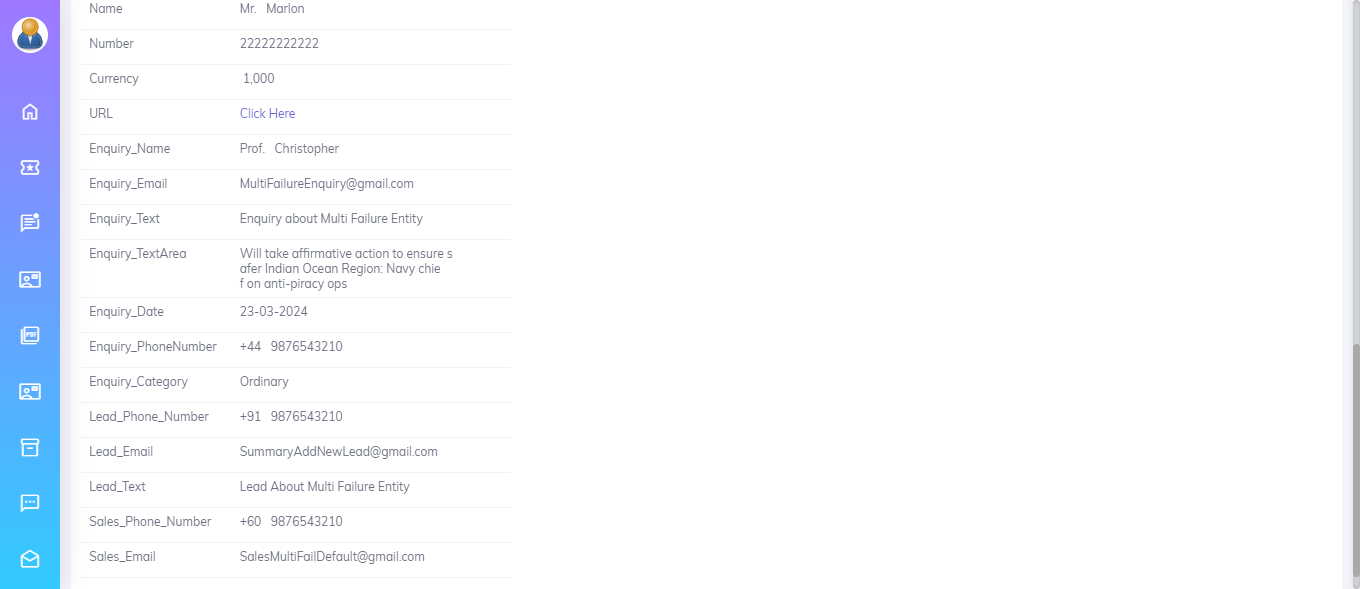 Name Mr. Marlon
Number 22222222222
Currency 1,000
URL Click Here
Enquiry_Name Prof. Christopher
Enquiry_Email MultiFailureEnquiry@gmail.com
Enquiry_Text Enquiry about Multi Failure Entity
Enquiry_TextArea Will take affirmative action to ensure s
afer Indian Ocean Region: Navy chie
f on anti-piracy ops
Enquiry_Date 23-03-2024
Enquiry_PhoneNumber +44 9876543210
Enquiry_Category Ordinary
Lead_Phone_Number +91 9876543210
Lead_Email SummaryAddNewLead@gmail.com
Lead_Text Lead About Multi Failure Entity
Sales_Phone_Number +60 9876543210
Sales_Email SalesMultiFailDefault@gmail.com
PDF